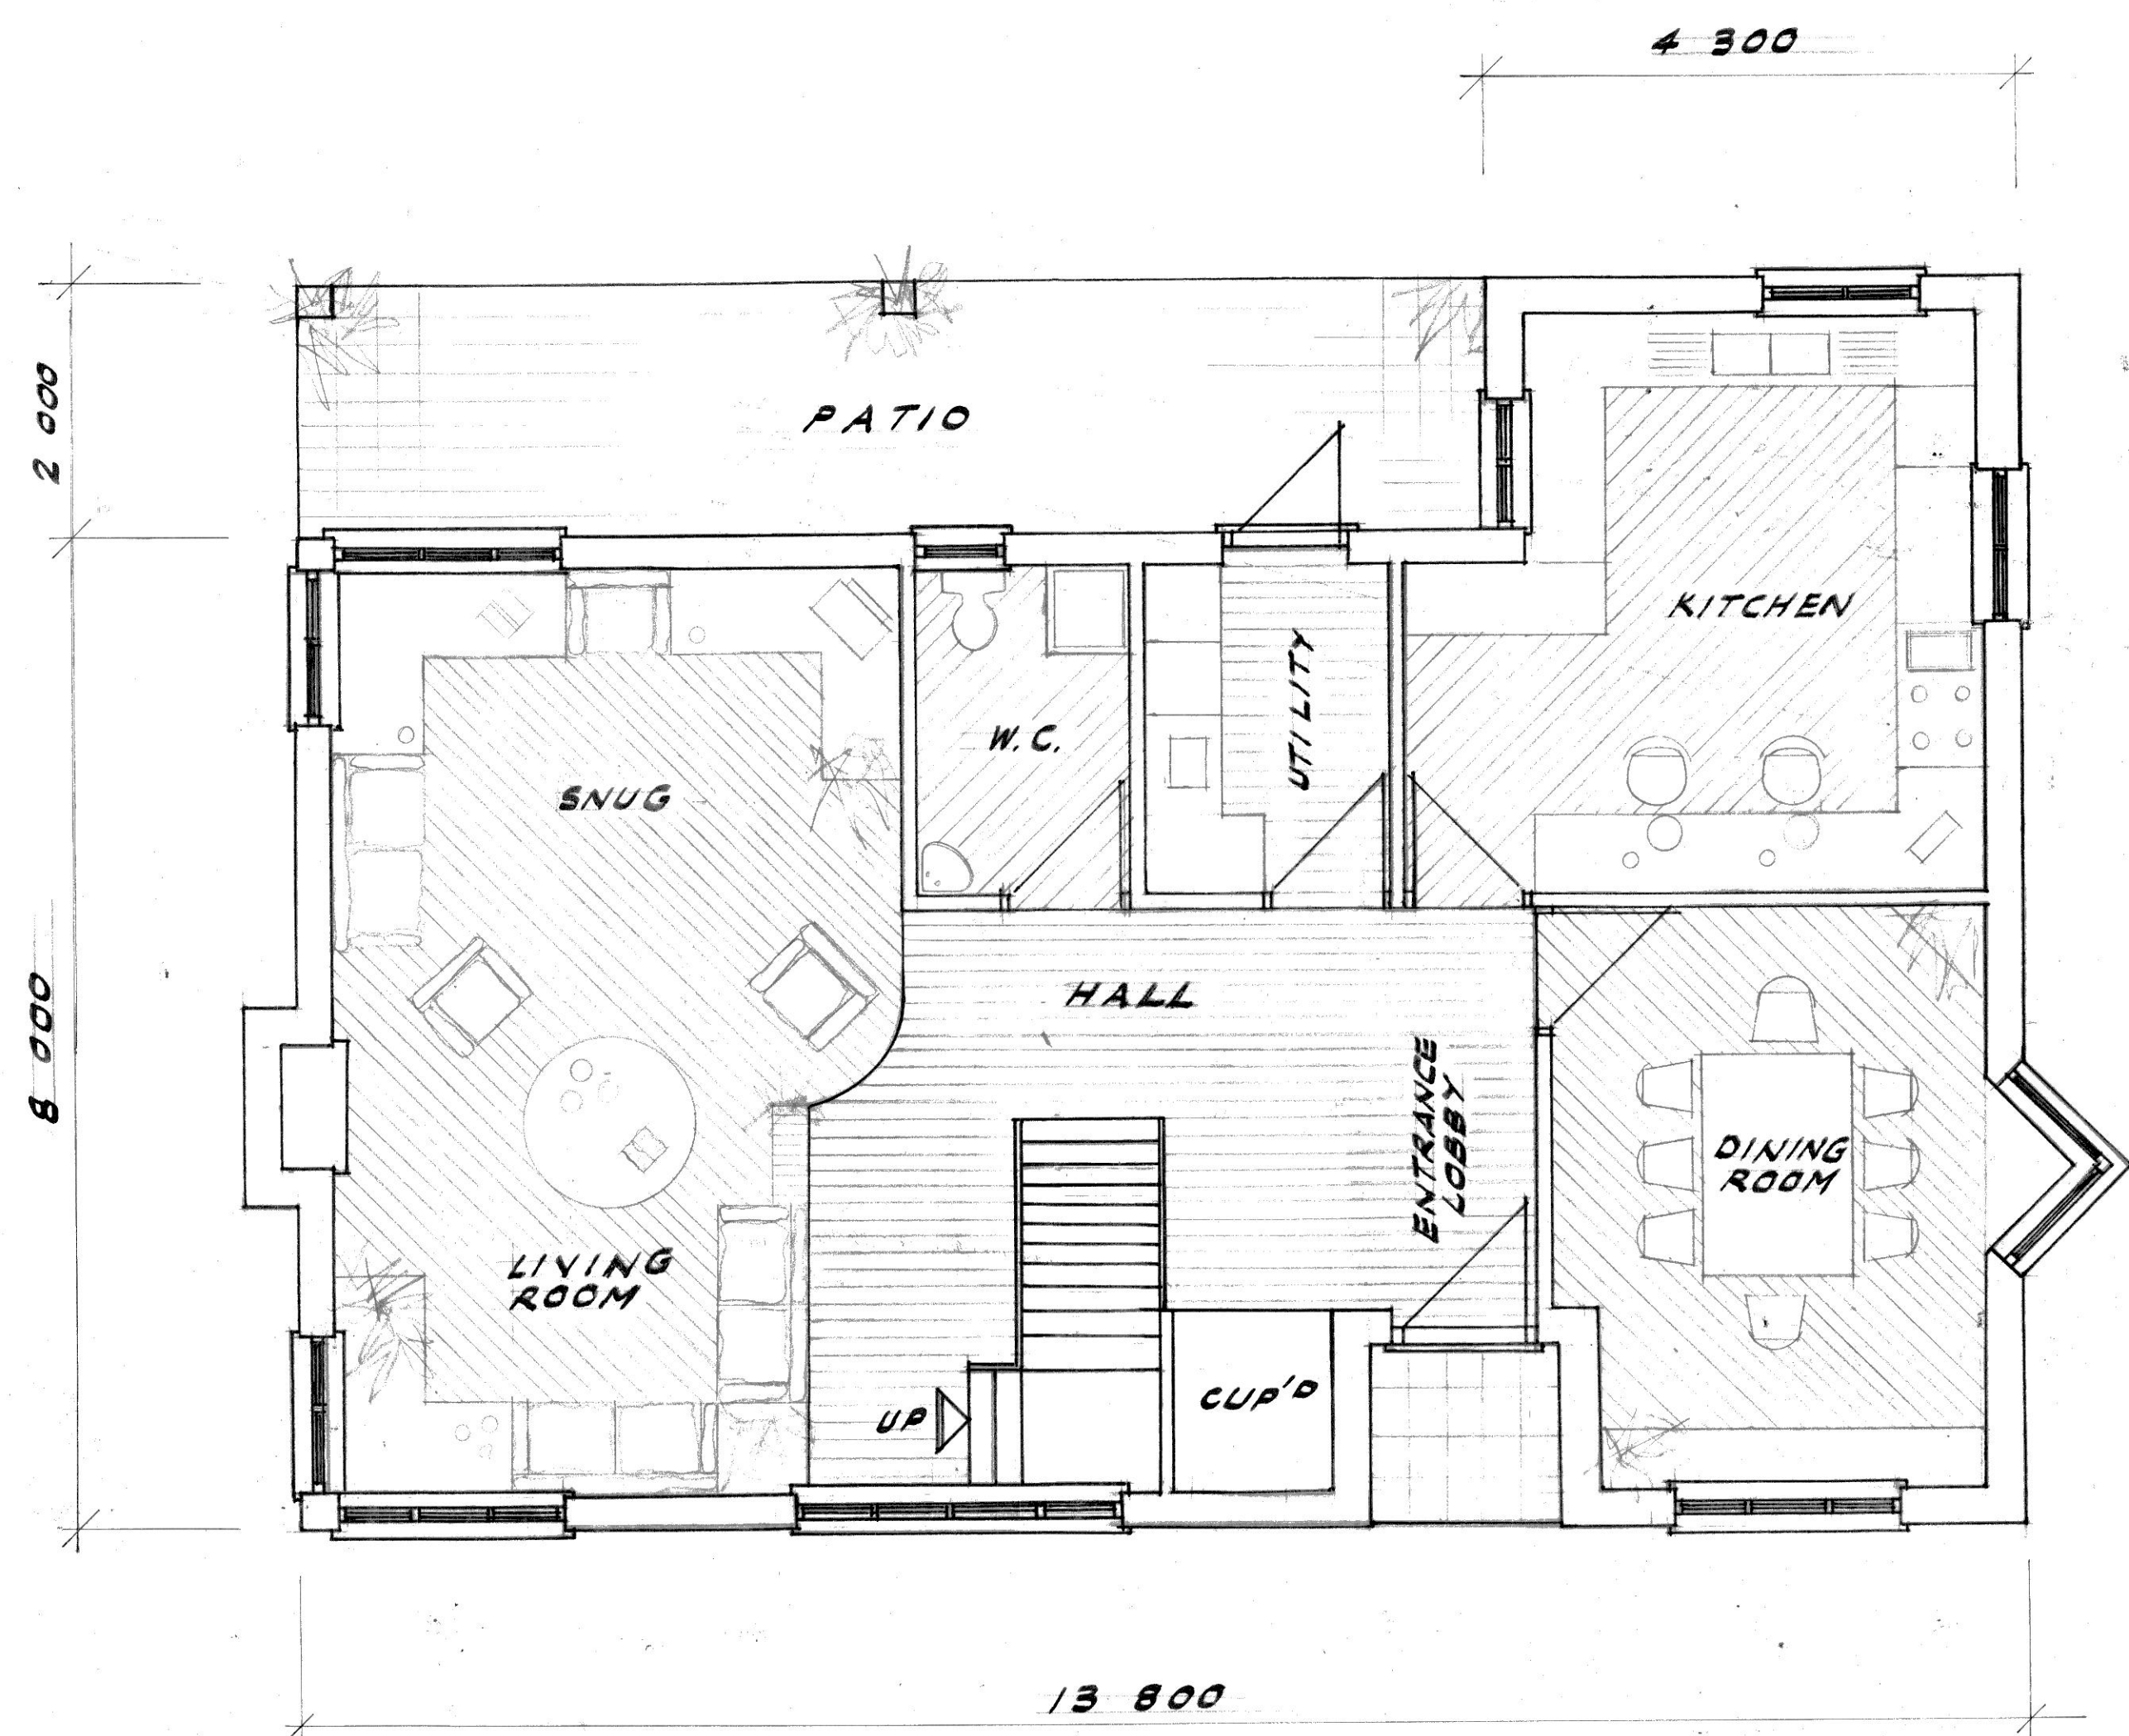 4 300
2 000
PATIO
KITCHEN
UTILITY
W.C.
SNUG
HALL
8 000
ENTRANCE
LOBBY
DINING
ROOM
LIVING
ROOM
UP
CUP'D
13 800